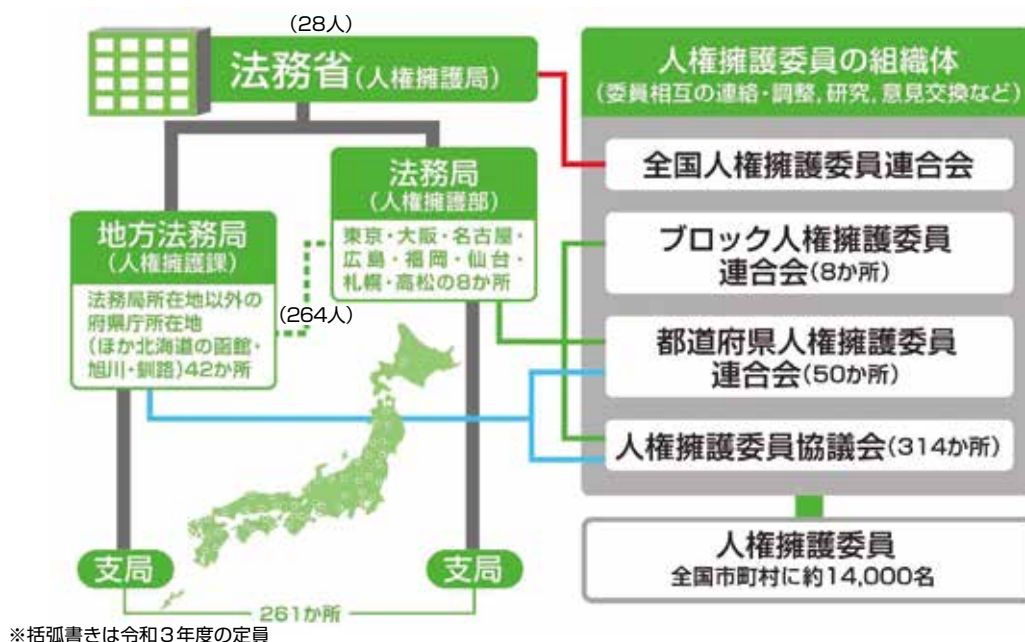 (28人)
法務省(人権擁護局)
法務局
(人権擁護部)
東京・大阪・名古屋・
広島・福岡・仙台・
札幌・高松の8か所
地方法務局
(人権擁護課)
法務局所在地以外の
府県庁所在地
(ほか北海道の函館・
旭川・釧路)42か所
(264人)
支局
支局
261か所
※括弧書きは令和3年度の定員
人権擁護委員の組織体
(委員相互の連絡・調整,研究,意見交換など)
全国人権擁護委員連合会
ブロック人権擁護委員
連合会(8か所)
都道府県人権擁護委員
連合会(50か所)
人権擁護委員協議会(314か所)
人権擁護委員
全国市町村に約14,000名